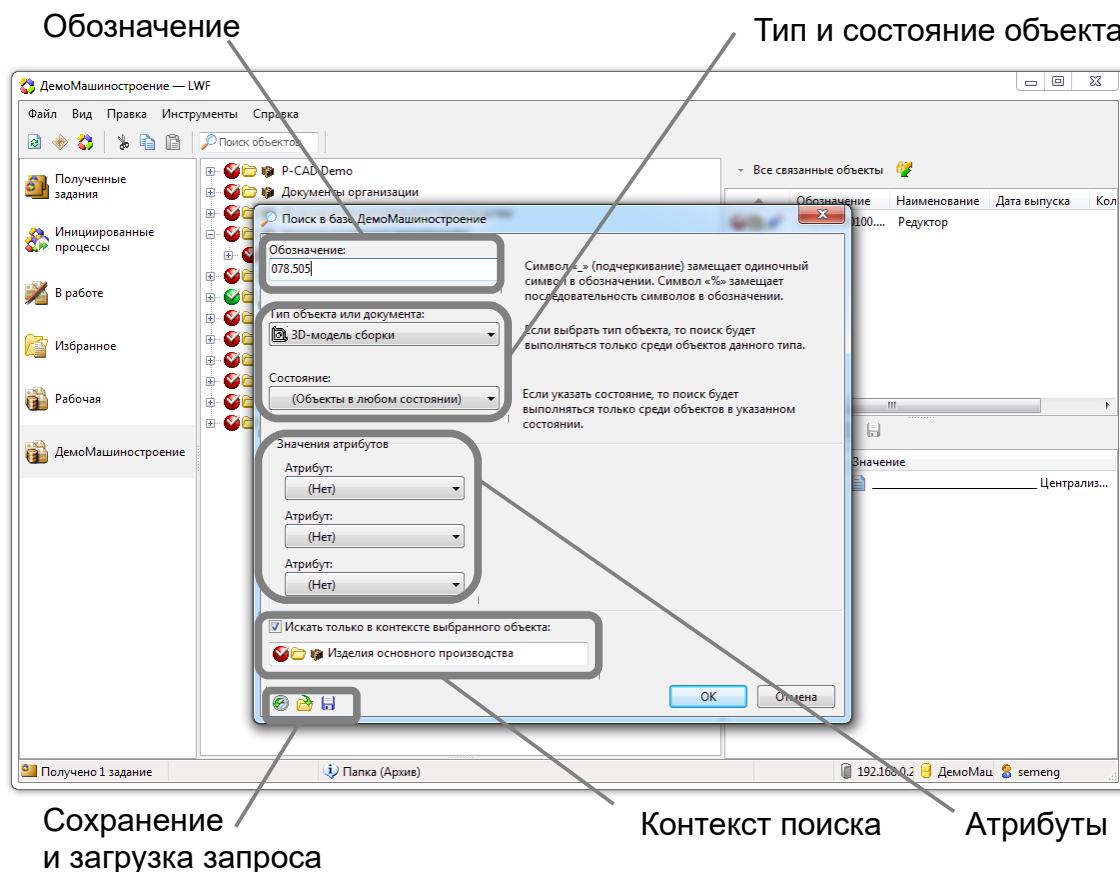 Обозначение
Тип и состояние объекта
ДемоМашиностроение — LWF
Файл Вид Правка Инструменты Справка
Поиск объектов
Полученные
задания
Инициированные
процессы
В работе
Избранное
Рабочая
ДемоМашиностроение
P-CAD Demo
Документы организации
Все связанные объекты
Обозначение Наименование Дата выпуска Кол
0100.... Редуктор
Поиск в базе ДемоМашиностроение
Обозначение:
078.505
Символ «_» (подчеркивание) замещает одиночный
символ в обозначении. Символ «%» замещает
последовательность символов в обозначении.
Тип объекта или документа:
3D-модель сборки
Если выбрать тип объекта, то поиск будет
выполняться только среди объектов данного типа.
Состояние:
(Объекты в любом состоянии)
Если указать состояние, то поиск будет
выполняться только среди объектов в указанном
состоянии.
Значения атрибутов
Атрибут:
(Нет)
Атрибут:
(Нет)
Атрибут:
(Нет)
Искать только в контексте выбранного объекта:
Изделия основного производства
OK Отмена
Значение
Централиз...
Получено 1 задание
Папка (Архив)
192.168.0.2 ДемоМаш semeng
Сохранение
и загрузка запроса
Контекст поиска
Атрибуты